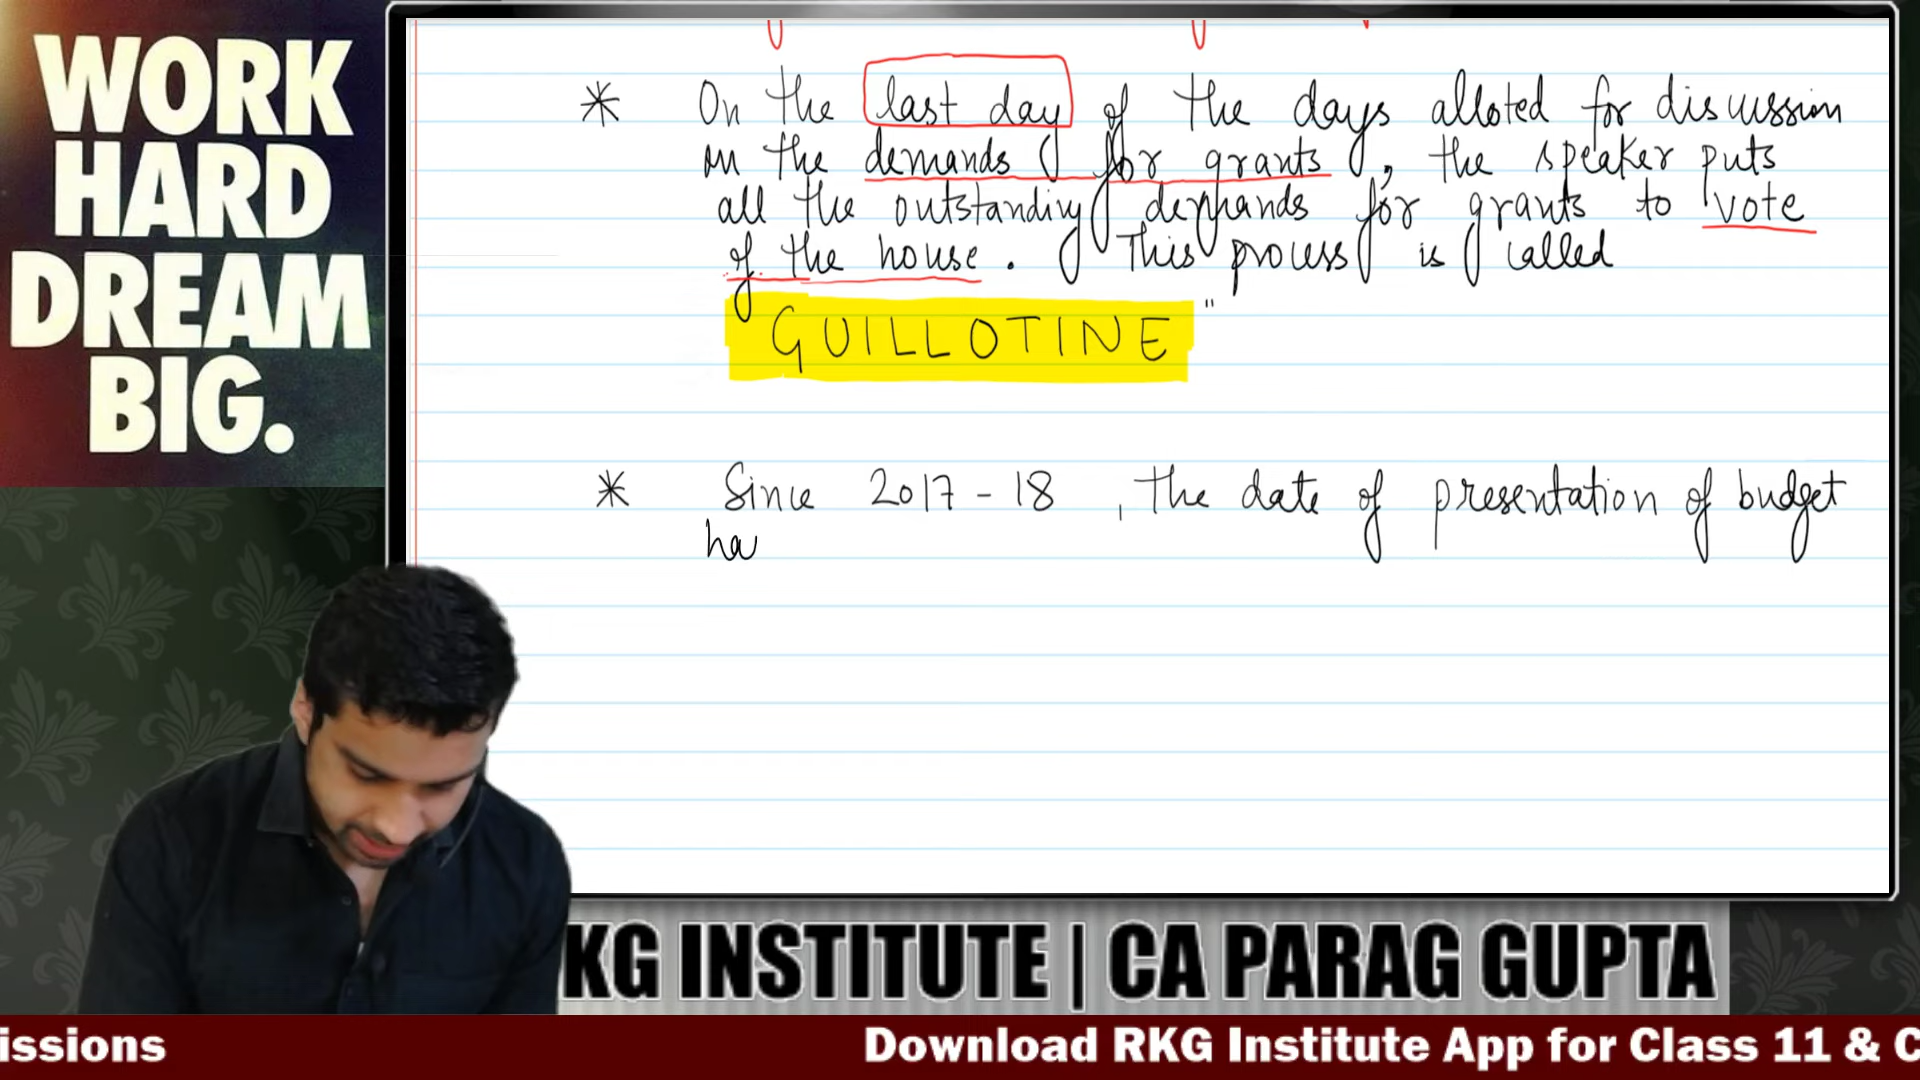 WORK
HARD
DREAM
BIG.
* On the last day of the days alloted for discussion
on the demands for grants, the speaker puts
all the outstanding demands for grants to vote
of the house. This process is called
"GUILLOTINE"
* Since 2017-18, the date of presentation of budget
ha
KG INSTITUTE | CA PARAG GUPTA
issions Download RKG Institute App for Class 11 & C